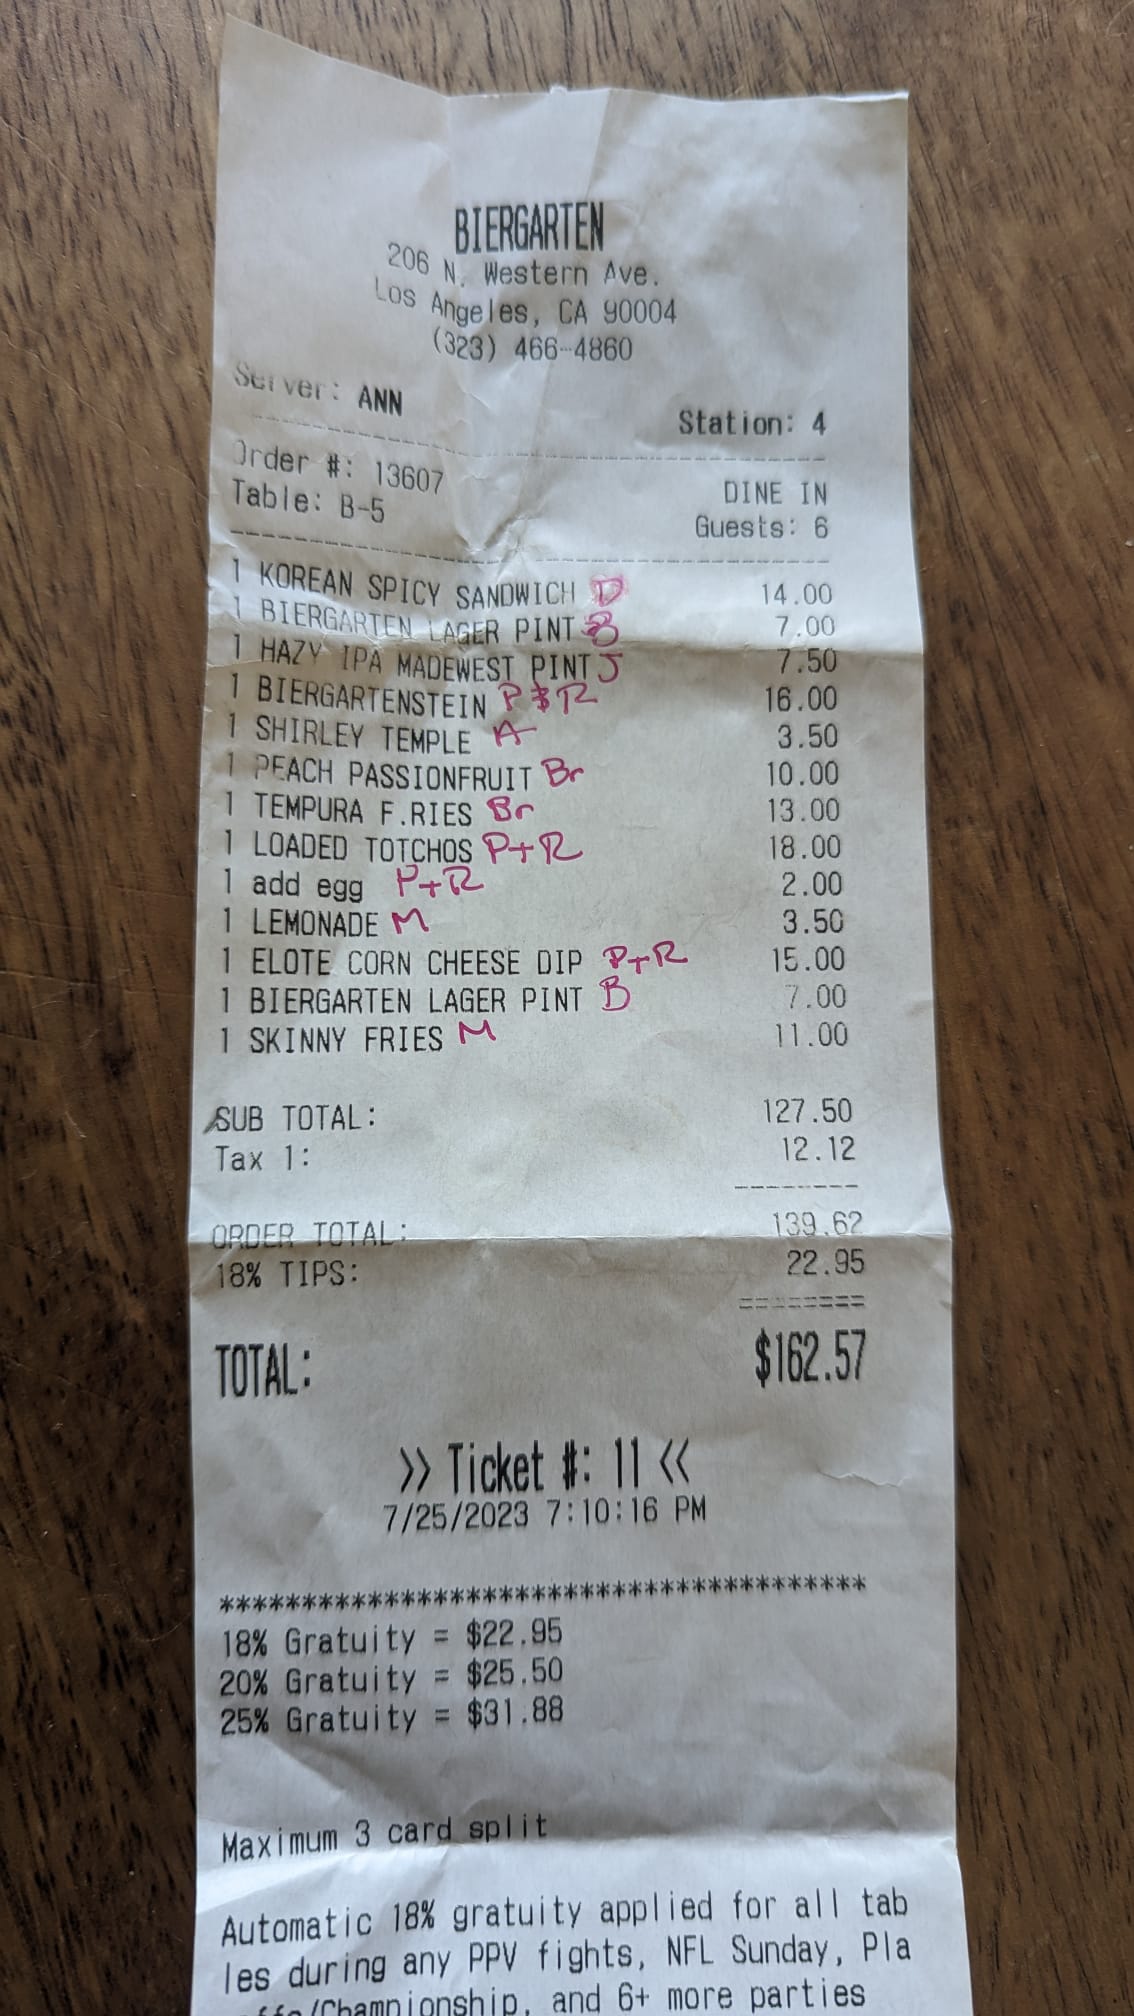 BIERGARTEN
206 N. Western Ave.
Los Angeles, CA 90004
(323) 466-4860
Server: ANN
Station: 4
Order #: 13607
DINE IN
Table: B-5
Guests: 6
1 KOREAN SPICY SANDWICH D 14.00
1 BIERGARTEN LAGER PINT B 7.00
1 HAZY IPA MADEWEST PINT J 7.50
1 BIERGARTENSTEIN P & R 16.00
1 SHIRLEY TEMPLE A 3.50
1 PEACH PASSIONFRUIT Br 10.00
1 TEMPURA F.RIES Br 13.00
1 LOADED TOTCHOS P+R 18.00
1 add egg P+R 2.00
1 LEMONADE M 3.50
1 ELOTE CORN CHEESE DIP P+R 15.00
1 BIERGARTEN LAGER PINT B 7.00
1 SKINNY FRIES M 11.00
SUB TOTAL: 127.50
Tax 1: 12.12
--------
ORDER TOTAL: 139.62
18% TIPS: 22.95
========
TOTAL: $162.57
>> Ticket #: 11 <<
7/25/2023 7:10:16 PM
****************************************
18% Gratuity = $22.95
20% Gratuity = $25.50
25% Gratuity = $31.88
Maximum 3 card split
Automatic 18% gratuity applied for all tab
les during any PPV fights, NFL Sunday, Pla
/Championship, and 6+ more parties